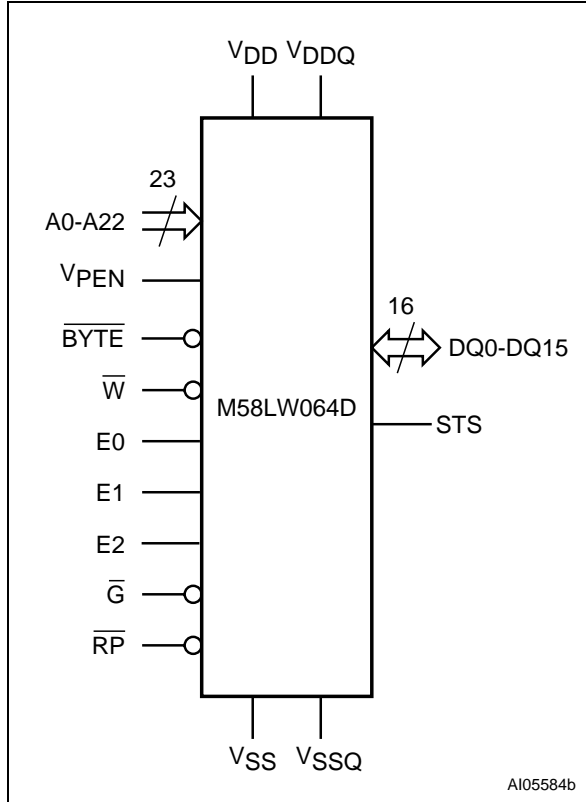 VDD VDDQ
23
A0-A22
VPEN
16
BYTE
DQ0-DQ15
W
M58LW064D
STS
E0
E1
E2
G
RP
VSS VSSQ
AI05584b